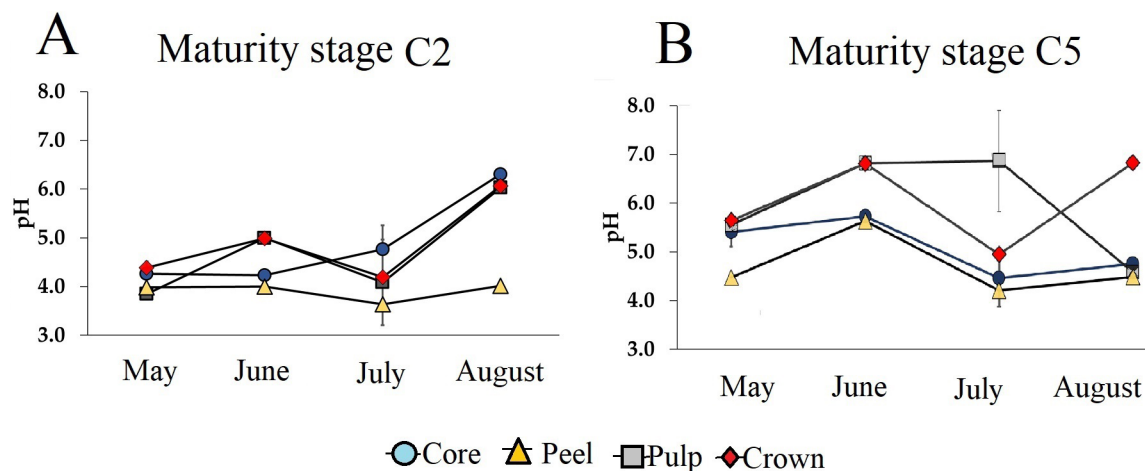 A
Maturity stage C2
8.0
7.0
6.0
5.0
4.0
3.0
pH
May June July August
B
Maturity stage C5
8.0
7.0
6.0
5.0
4.0
3.0
pH
May June July August
Core Peel Pulp Crown